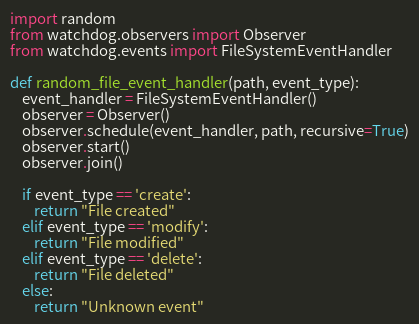 import random
from watchdog.observers import Observer
from watchdog.events import FileSystemEventHandler

def random_file_event_handler(path, event_type):
    event_handler = FileSystemEventHandler()
    observer = Observer()
    observer.schedule(event_handler, path, recursive=True)
    observer.start()
    observer.join()

    if event_type == 'create':
        return "File created"
    elif event_type == 'modify':
        return "File modified"
    elif event_type == 'delete':
        return "File deleted"
    else:
        return "Unknown event"